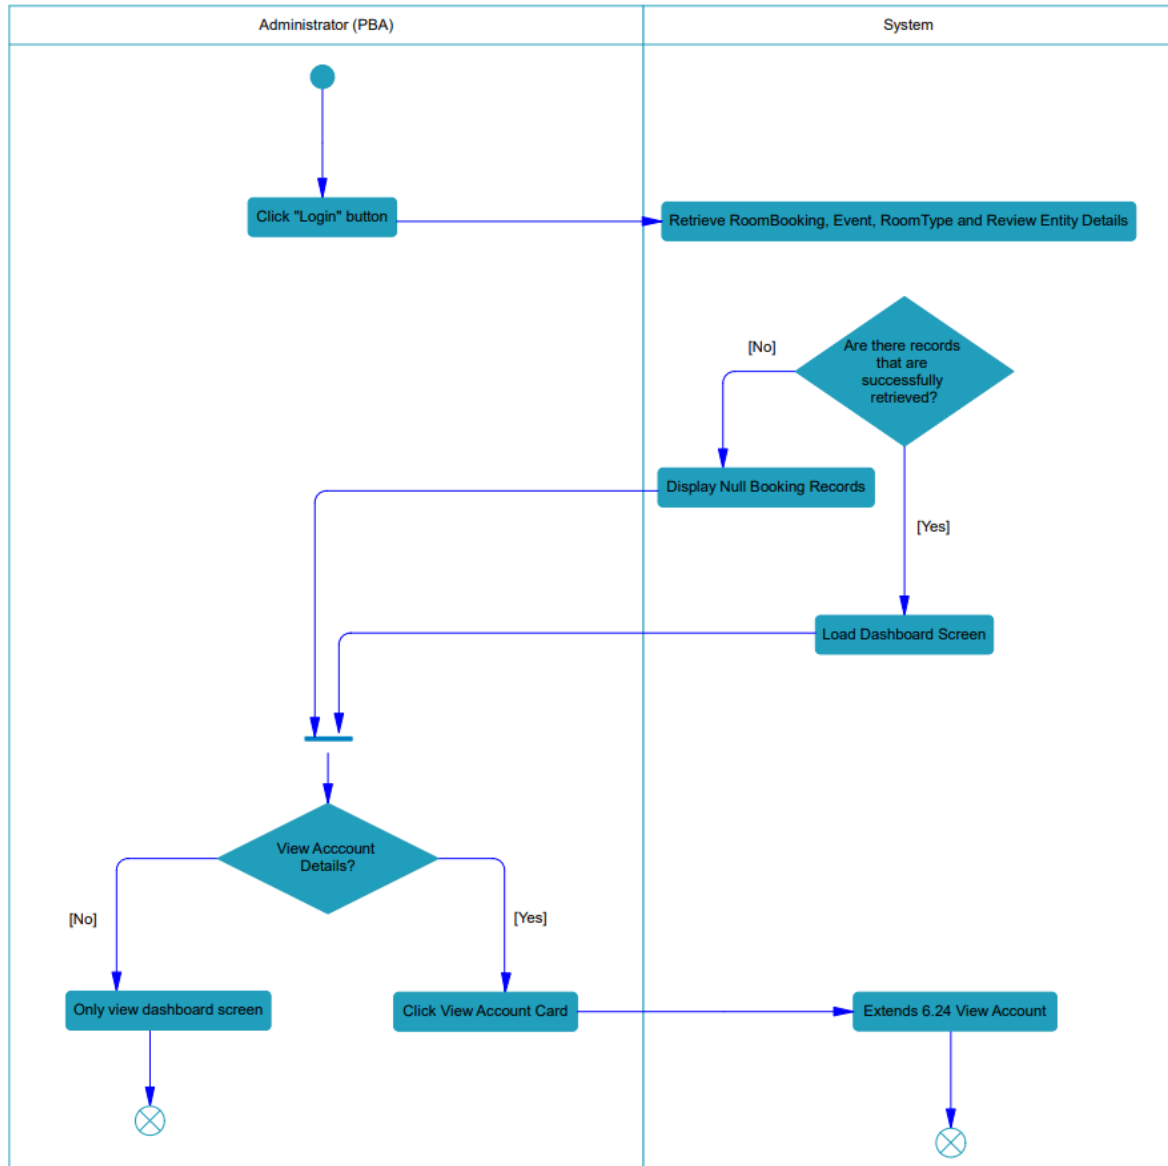 Administrator (PBA)
System
Click "Login" button
Retrieve RoomBooking, Event, RoomType and Review Entity Details
[No]
Are there records
that are
successfully
retrieved?
Display Null Booking Records
[Yes]
Load Dashboard Screen
View Acccount
Details?
[No]
[Yes]
Only view dashboard screen
Click View Account Card
Extends 6.24 View Account